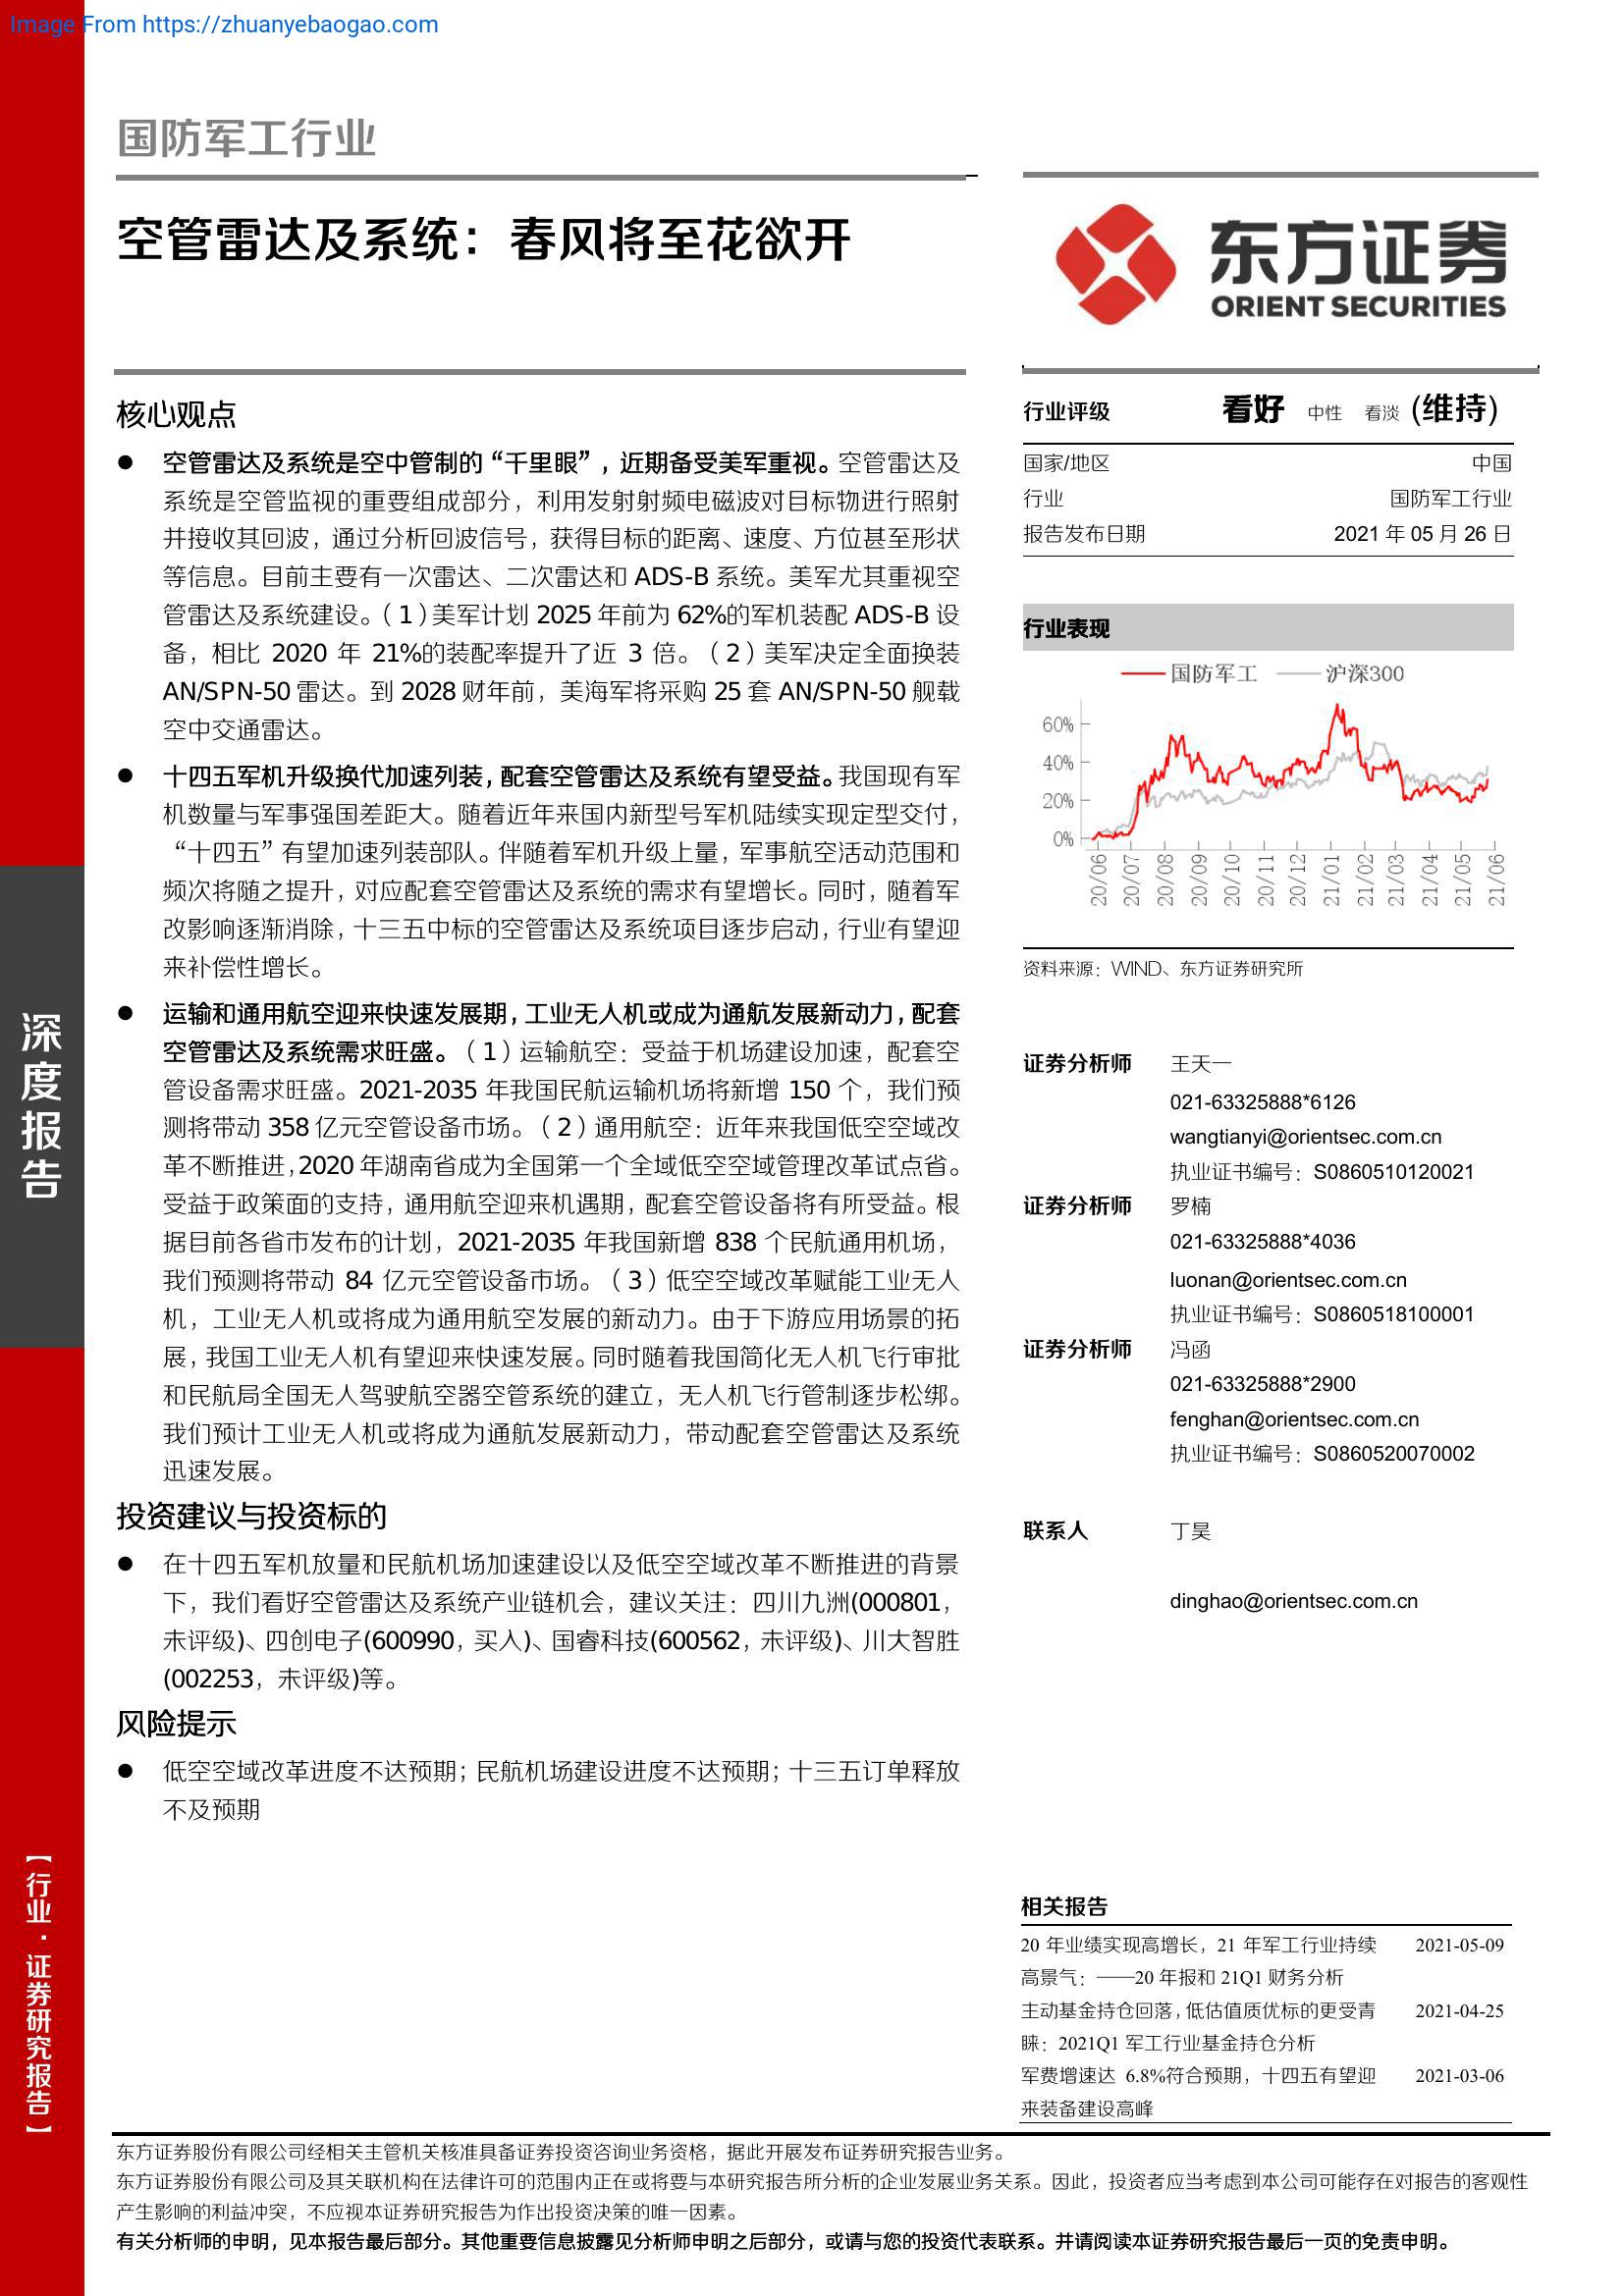 Image From https://zhuanyebaogao.com
国防军工行业
空管雷达及系统：春风将至花欲开
东方证券
ORIENT SECURITIES
核心观点
● 空管雷达及系统是空中管制的“千里�”，近期备受美军重视。空管雷达及
系统是空管监视的重要组成部分，利用发射射频电磁波对目标物进行照射
并接收其回波，通过分析回波信号，获得目标的距离、速度、方位甚至形状
等信息。目前主要有一次雷达、二次雷达和 ADS-B 系统。美军尤其重视空
管雷达及系统建设。（1）美军计划 2025 年前为 62%的军机装配 ADS-B 设
备，相比 2020 年 21%的装配率提升了近 3 倍。（2）美军决定全面换装
AN/SPN-50 雷达。到 2028 财年前，美海军将采购 25 套 AN/SPN-50 舰载
空中交通雷达。
● 十四五军机升级换代加速列装，配套空管雷达及系统有望受益。我国现有军
机数量与军事强国差距大。随着近年来国内新型号军机陆续实现定型交付，
“十四五”有望加速列装部队。伴随着军机升级上量，军事航空活动范围和
频次将随之提升，对应配套空管雷达及系统的需求有望增长。同时，随着军
改影响逐渐消除，十三五中标的空管雷达及系统项目逐步启动，行业有望迎
来补偿性增长。
● 运输和通用航空迎来快速发展期，工业无人机或成为通航发展新动力，配套
空管雷达及系统需求旺盛。（1）运输航空：受益于机场建设加速，配套空
管设备需求旺盛。2021-2035 年我国民航运输机场将新增 150 个，我们预
测将带动 358 亿元空管设备市场。（2）通用航空：近年来我国低空空域改
革不断推进，2020 年湖南省成为全国第一个全域低空空域管理改革试点省。
受益于政策面的支持，通用航空迎来机遇期，配套空管设备将有所受益。根
据目前各省市发布的计划，2021-2035 年我国新增 838 个民航通用机场，
我们预测将带动 84 亿元空管设备市场。（3）低空空域改革赋能工业无人
机，工业无人机或将成为通用航空发展的新动力。由于下游应用场景的拓
展，我国工业无人机有望迎来快速发展。同时随着我国简化无人机飞行审批
和民航局全国无人驾驶航空器空管系统的建立，无人机飞行管制逐步松绑。
我们预计工业无人机或将成为通航发展新动力，带动配套空管雷达及系统
迅速发展。
投资建议与投资标的
● 在十四五军机放量和民航机场加速建设以及低空空域改革不断推进的背景
下，我们看好空管雷达及系统产业链机会，建议关注：四川九洲(000801，
未评级)、四创电子(600990，买入)、国睿科技(600562，未评级)、川大智胜
(002253，未评级)等。
风险提示
● 低空空域改革进度不达预期；民航机场建设进度不达预期；十三五订单释放
不及预期
行业评级 看好 中性 看淡 (维持)
国家/地区 中国
行业 国防军工行业
报告发布日期 2021 年 05 月 26 日
行业表现
国防军工 沪深300
60%
40%
20%
0%
20/06 20/07 20/08 20/09 20/10 20/11 20/12 21/01 21/02 21/03 21/04 21/05 21/06
资料来源：WIND、东方证券研究所
证券分析师 王天一
021-63325888*6126
wangtianyi@orientsec.com.cn
执业证书编号：S0860510120021
证券分析师 罗楠
021-63325888*4036
luonan@orientsec.com.cn
执业证书编号：S0860518100001
证券分析师 冯函
021-63325888*2900
fenghan@orientsec.com.cn
执业证书编号：S0860520070002
联系人 丁昊
dinghao@orientsec.com.cn
相关报告
20 年业绩实现高增长，21 年军工行业持续 2021-05-09
高景气：——20 年报和 21Q1 财务分析
主动基金持仓回落，低估值质优标的更受青 2021-04-25
睐：2021Q1 军工行业基金持仓分析
军费增速达 6.8%符合预期，十四五有望迎 2021-03-06
来装备建设高峰
深度报告
【行业·证券研究报告】
东方证券股份有限公司经相关主管机关核准具备证券投资咨询业务资格，据此开展发布证券研究报告业务。
东方证券股份有限公司及其关联机构在法律许可的范围内正在或将要与本研究报告所分析的企业发展业务关系。因此，投资者应当考虑到本公司可能存在对报告的客观性
产生影响的利益冲突，不应视本证券研究报告为作出投资决策的唯一因素。
有关分析师的申明，见本报告最后部分。其他重要信息披露见分析师申明之后部分，或请与您的投资代表联系。并请阅读本证券研究报告最后一页的免责申明。